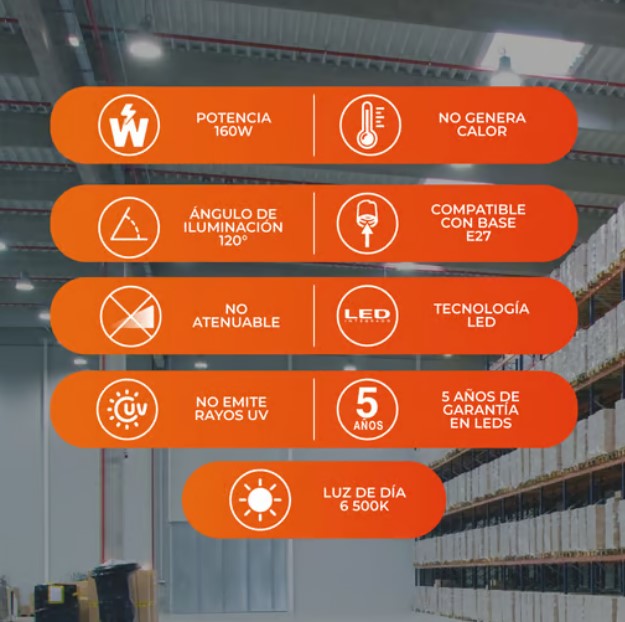 W
POTENCIA
160W
NO GENERA
CALOR
ÁNGULO DE
ILUMINACIÓN
120°
COMPATIBLE
CON BASE
E27
NO
ATENUABLE
LED
TECNOLOGÍA
LED
UV
NO EMITE
RAYOS UV
5
AÑOS
5 AÑOS DE
GARANTÍA
EN LEDS
LUZ DE DÍA
6 500K